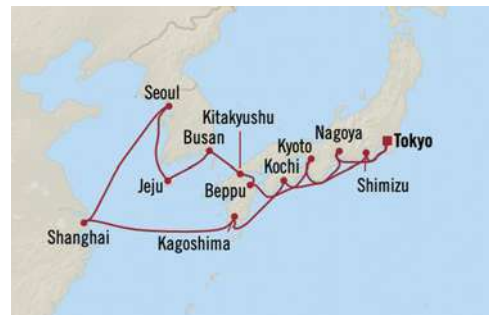 Seoul
Kitakyushu
Busan
Nagoya
Kyoto
Tokyo
Kochi
Jeju
Beppu
Shimizu
Shanghai
Kagoshima